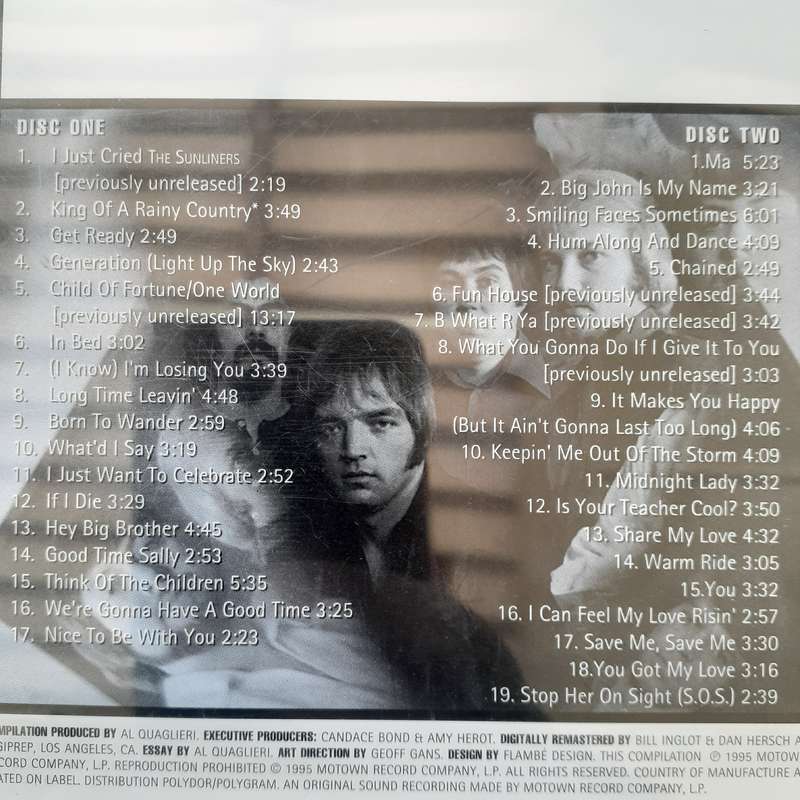 DISC ONE
1. I Just Cried THE SUNLINERS
[previously unreleased] 2:19
2. King Of A Rainy Country* 3:49
3. Get Ready 2:49
4. Generation (Light Up The Sky) 2:43
5. Child Of Fortune/One World
[previously unreleased] 13:17
6. In Bed 3:02
7. (I Know) I'm Losing You 3:39
8. Long Time Leavin' 4:48
9. Born To Wander 2:59
10. What'd I Say 3:19
11. I Just Want To Celebrate 2:52
12. If I Die 3:29
13. Hey Big Brother 4:45
14. Good Time Sally 2:53
15. Think Of The Children 5:35
16. We're Gonna Have A Good Time 3:25
17. Nice To Be With You 2:23
DISC TWO
1.Ma 5:23
2. Big John Is My Name 3:21
3. Smiling Faces Sometimes 6:01
4. Hum Along And Dance 4:09
5. Chained 2:49
6. Fun House [previously unreleased] 3:44
7. B What R Ya [previously unreleased] 3:42
8. What You Gonna Do If I Give It To You
[previously unreleased] 3:03
9. It Makes You Happy
(But It Ain't Gonna Last Too Long) 4:06
10. Keepin' Me Out Of The Storm 4:09
11. Midnight Lady 3:32
12. Is Your Teacher Cool? 3:50
13. Share My Love 4:32
14. Warm Ride 3:05
15.You 3:32
16. I Can Feel My Love Risin' 2:57
17. Save Me, Save Me 3:30
18.You Got My Love 3:16
19. Stop Her On Sight (S.O.S.) 2:39
MPILATION PRODUCED BY AL QUAGLIERI. EXECUTIVE PRODUCERS: CANDACE BOND & AMY HEROT. DIGITALLY REMASTERED BY BILL INGLOT & DAN HERSCH A
GIPREP, LOS ANGELES, CA. ESSAY BY AL QUAGLIERI. ART DIRECTION BY GEOFF GANS. DESIGN BY FLAMBÉ DESIGN. THIS COMPILATION ℗ 1995 MOTOW
CORD COMPANY, L.P. REPRODUCTION PROHIBITED © 1995 MOTOWN RECORD COMPANY, L.P. ALL RIGHTS RESERVED. COUNTRY OF MANUFACTURE A
ATED ON LABEL. DISTRIBUTION POLYDOR/POLYGRAM. AN ORIGINAL SOUND RECORDING MADE BY MOTOWN RECORD COMPANY, L.P.